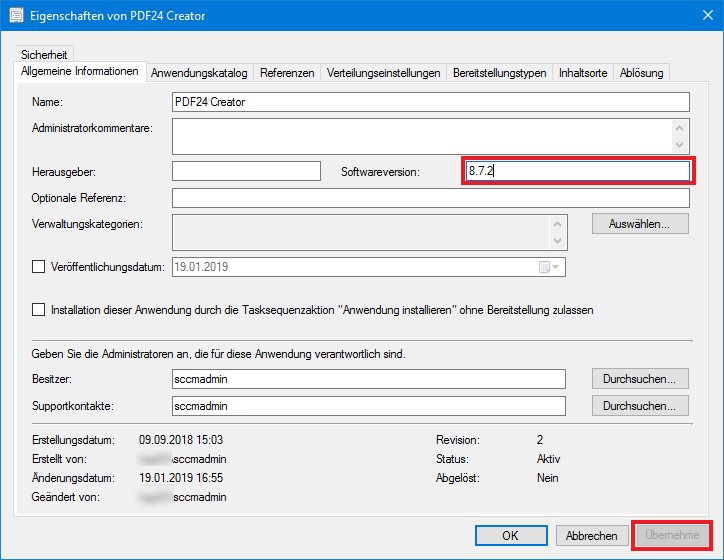 Eigenschaften von PDF24 Creator
Sicherheit
Allgemeine Informationen Anwendungskatalog Referenzen Verteilungseinstellungen Bereitstellungstypen Inhaltsorte Ablösung
Name: PDF24 Creator
Administratorkommentare:
Herausgeber: Softwareversion: 8.7.2
Optionale Referenz:
Verwaltungskategorien: Auswählen...
Veröffentlichungsdatum: 19.01.2019
Installation dieser Anwendung durch die Tasksequenzaktion "Anwendung installieren" ohne Bereitstellung zulassen
Geben Sie die Administratoren an, die für diese Anwendung verantwortlich sind.
Besitzer: sccmadmin Durchsuchen...
Supportkontakte: sccmadmin Durchsuchen...
Erstellungsdatum: 09.09.2018 15:03 Revision: 2
Erstellt von: \sccmadmin Status: Aktiv
Änderungsdatum: 19.01.2019 16:55 Abgelöst: Nein
Geändert von: \sccmadmin
OK Abbrechen Übernehme